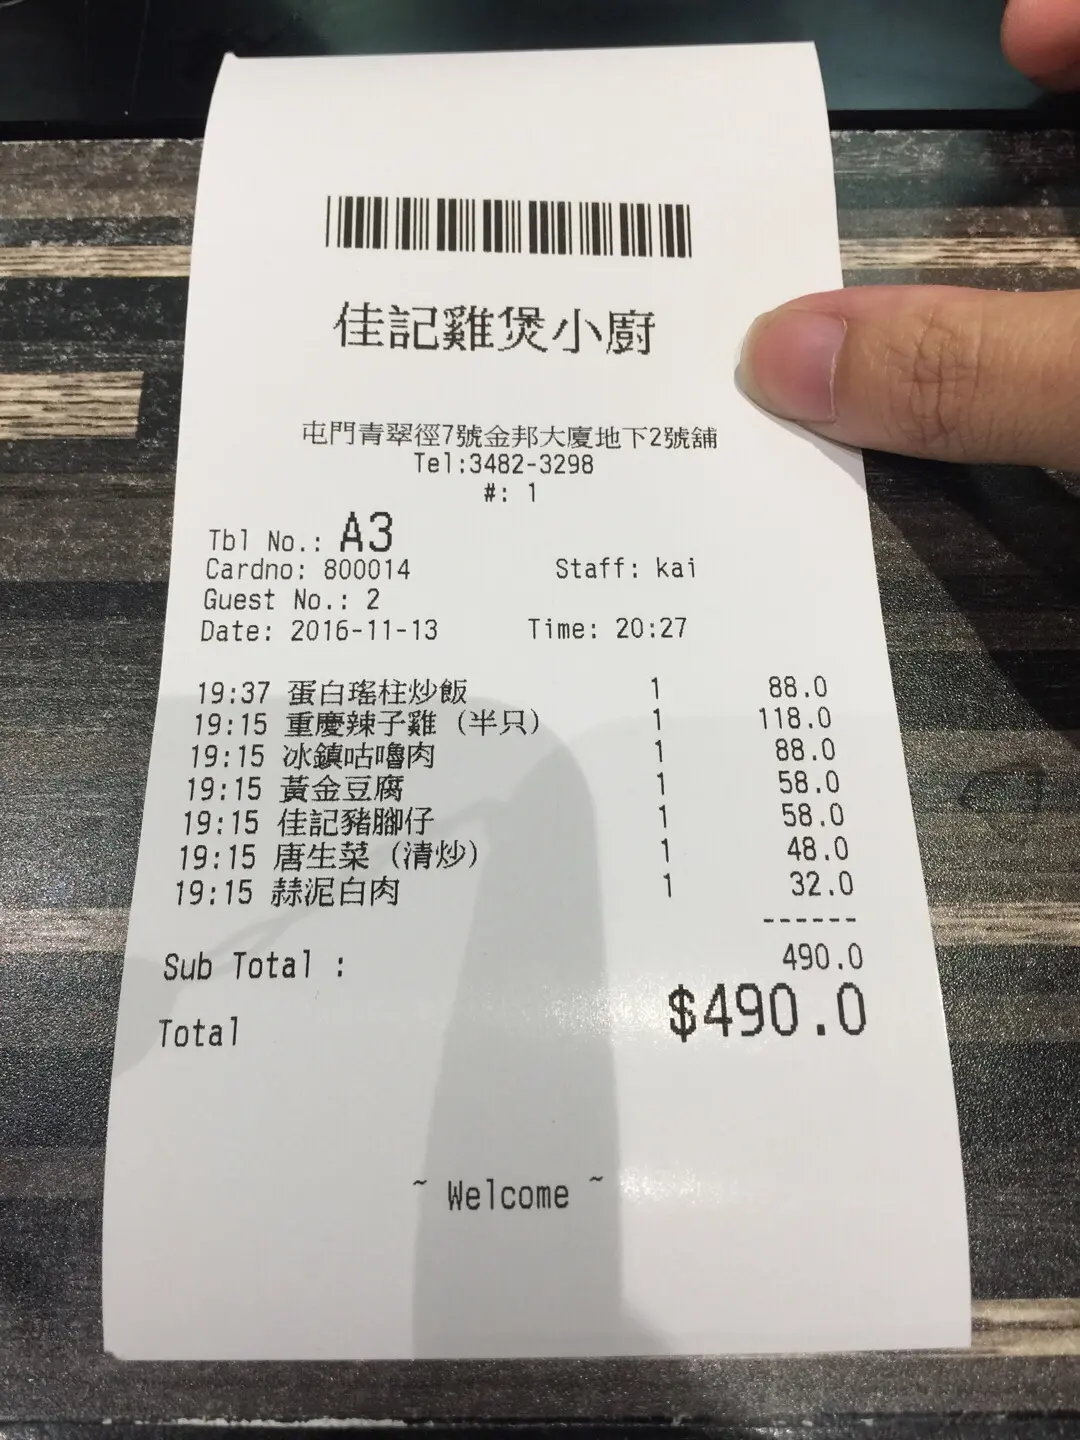 佳記雞煲小廚
屯門青翠徑7號金邦大廈地下2號舖
Tel:3482-3298
#: 1
Tbl No.: A3
Cardno: 800014 Staff: kai
Guest No.: 2
Date: 2016-11-13 Time: 20:27
19:37 蛋白瑤柱炒飯 1 88.0
19:15 重慶辣子雞 (半只) 1 118.0
19:15 冰鎮咕嚕肉 1 88.0
19:15 黃金豆腐 1 58.0
19:15 佳記豬腳仔 1 58.0
19:15 唐生菜 (清炒) 1 48.0
19:15 蒜泥白肉 1 32.0
------
Sub Total : 490.0
Total $490.0
~ Welcome ~